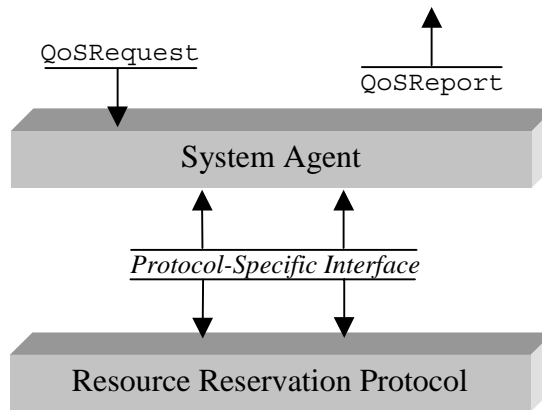 QoSRequest
QoSReport
System Agent
Protocol-Specific Interface
Resource Reservation Protocol